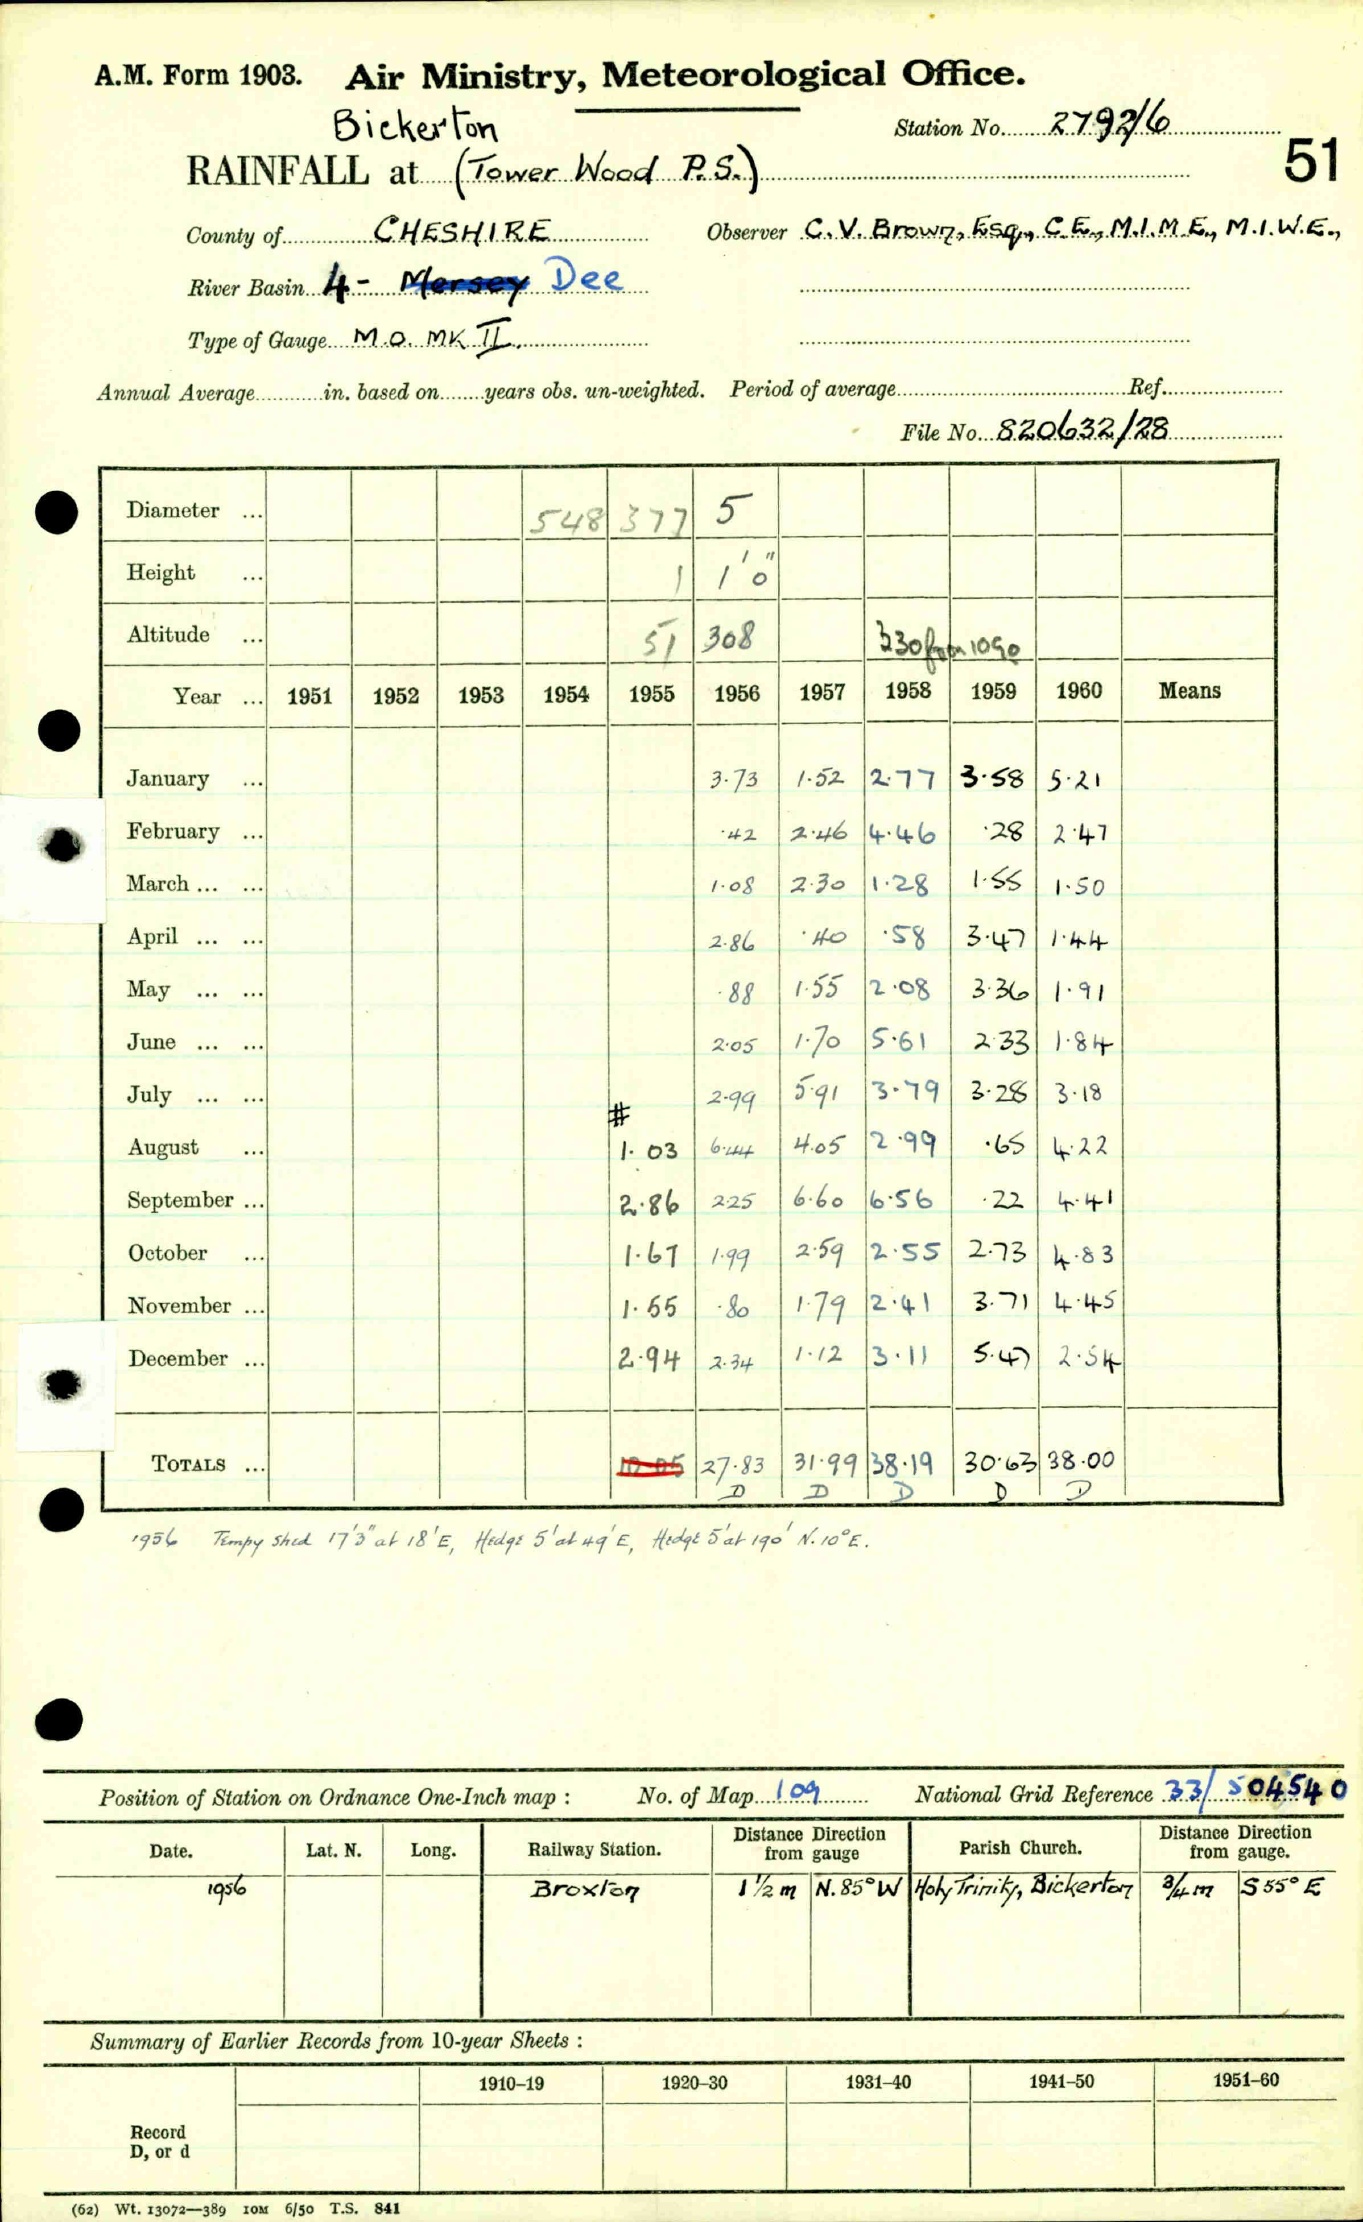 A.M. Form 1903. Air Ministry, Meteorological Office.
Bickerton
Station No. 2792/6
RAINFALL at (Tower Wood P.S.)
51
County of CHESHIRE Observer C.V. Brown, Esq., C.E., M.I.M.E., M.I.W.E.,
River Basin 4 - Mersey Dee
Type of Gauge M.O. MK II.
Annual Average in. based on years obs. un-weighted. Period of average Ref.
File No. 820632/28
Diameter ... 548 377 5
Height ... 1 1' 0"
Altitude ... 51 308 330 from
Year ... 1951 1952 1953 1954 1955 1956 1957 1958 1959 1960 Means
January ... 3.73 1.52 2.77 3.58 5.21
February ... .42 2.46 4.46 .28 2.47
March ... ... 1.08 2.30 1.28 1.55 1.50
April ... ... 2.86 .40 .58 3.47 1.44
May ... ... .88 1.55 2.08 3.36 1.91
June ... ... 2.05 1.70 5.61 2.33 1.84
July ... ... 2.99 5.91 3.79 3.28 3.18
#
August ... 1.03 6.44 4.05 2.99 .65 4.22
September ... 2.86 2.25 6.60 6.56 .22 4.41
October ... 1.67 1.99 2.59 2.55 2.73 4.83
November ... 1.55 .80 1.79 2.41 3.71 4.45
December ... 2.94 2.34 1.12 3.11 5.47 2.54
TOTALS ... 10.05 27.83 31.99 38.19 30.63 38.00
D D D D D
1956 Tempy shed 17'3" at 18'E, Hedge 5' at 49'E, Hedge 5' at 190' N.10°E.
Position of Station on Ordnance One-Inch map : No. of Map 109 National Grid Reference 33/504540
Date. Lat. N. Long. Railway Station. Distance from Direction gauge Parish Church. Distance from Direction gauge.
1956 Broxton 1 1/2 m N.85°W Holy Trinity, Bickerton 3/4 m S55°E
Summary of Earlier Records from 10-year Sheets :
1910–19 1920–30 1931–40 1941–50 1951–60
Record
D, or d
(62) Wt. 13072—389 10M 6/50 T.S. 841